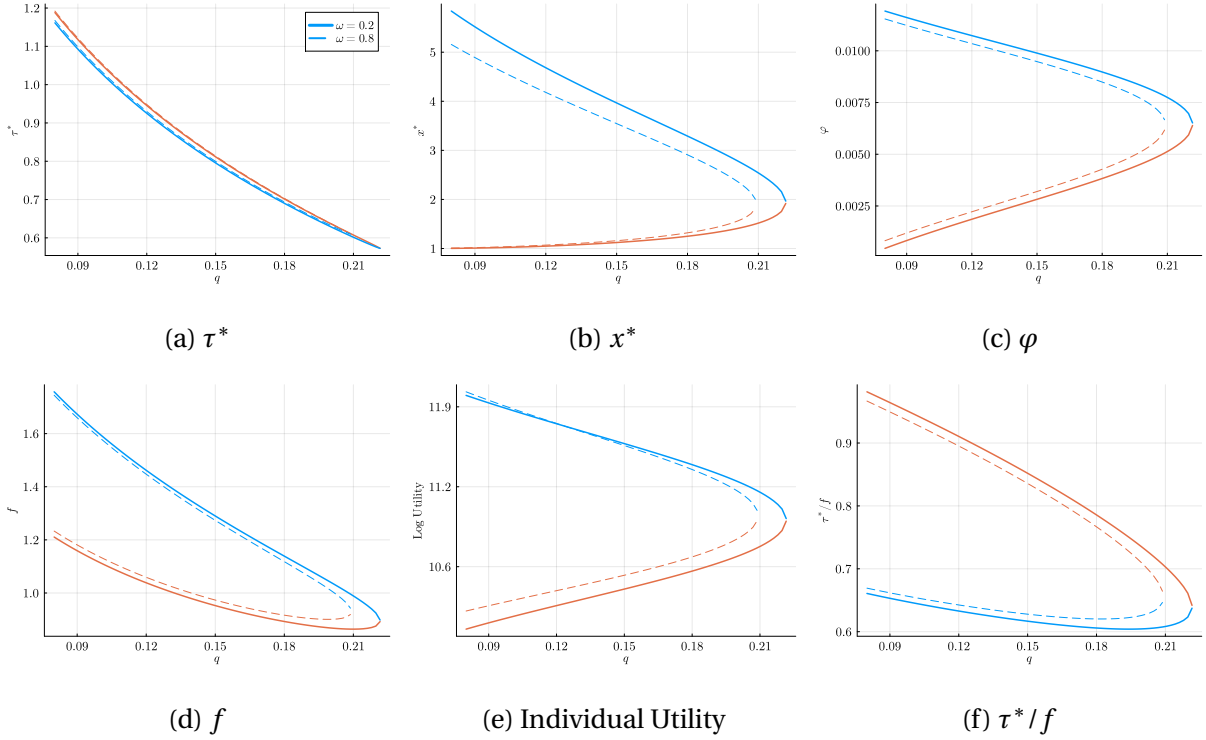 1.2
1.1
1.0
0.9
0.8
0.7
0.6
τ*
0.09 0.12 0.15 0.18 0.21
q
ω = 0.2
ω = 0.8
(a) τ*
5
4
3
2
1
x*
0.09 0.12 0.15 0.18 0.21
q
(b) x*
0.0100
0.0075
0.0050
0.0025
φ
0.09 0.12 0.15 0.18 0.21
q
(c) φ
1.6
1.4
1.2
1.0
f
0.09 0.12 0.15 0.18 0.21
q
(d) f
11.9
11.2
10.6
Log Utility
0.09 0.12 0.15 0.18 0.21
q
(e) Individual Utility
0.9
0.8
0.7
0.6
τ*/f
0.09 0.12 0.15 0.18 0.21
q
(f) τ*/f